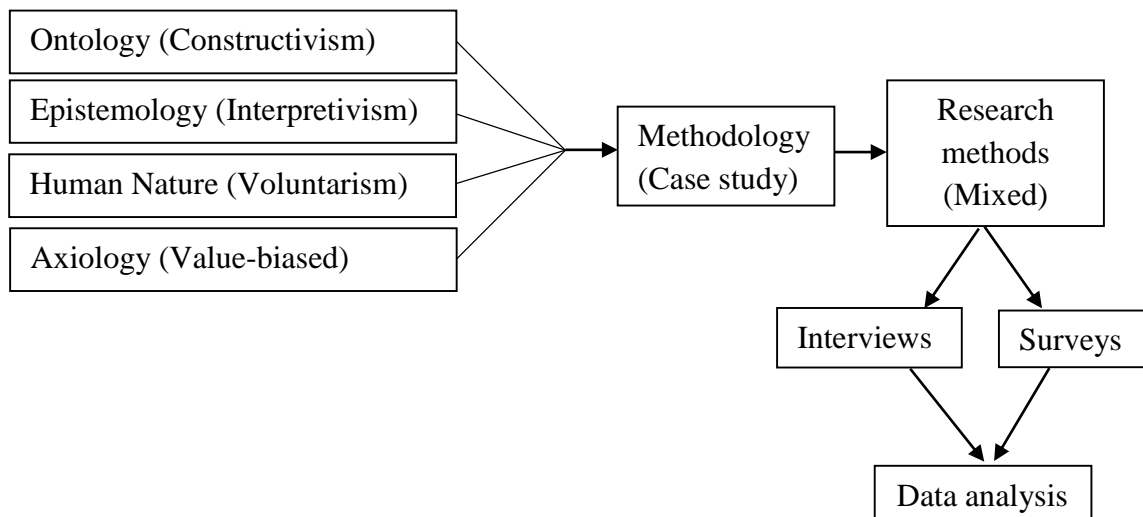 Ontology (Constructivism)
Epistemology (Interpretivism)
Human Nature (Voluntarism)
Axiology (Value-biased)
Methodology
(Case study)
Research
methods
(Mixed)
Interviews
Surveys
Data analysis